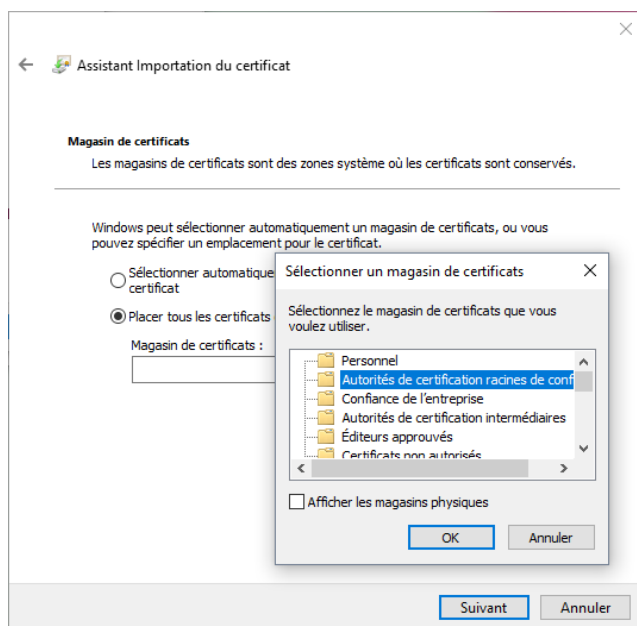 Assistant Importation du certificat
Magasin de certificats
Les magasins de certificats sont des zones système où les certificats sont conservés.
Windows peut sélectionner automatiquement un magasin de certificats, ou vous
pouvez spécifier un emplacement pour le certificat.
Sélectionner automatique
certificat
Placer tous les certificats
Magasin de certificats :
Sélectionner un magasin de certificats
Sélectionnez le magasin de certificats que vous
voulez utiliser.
Personnel
Autorités de certification racines de conf
Confiance de l'entreprise
Autorités de certification intermédiaires
Éditeurs approuvés
Certificats non autorisés
Afficher les magasins physiques
OK
Annuler
Suivant
Annuler